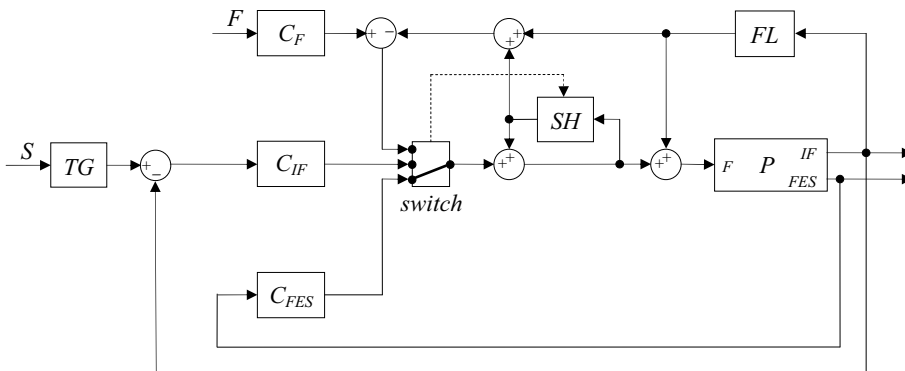 F
C_F
+
−
+
+
FL
SH
S
TG
+
−
C_IF
switch
+
+
+
+
F
P
IF
FES
C_FES